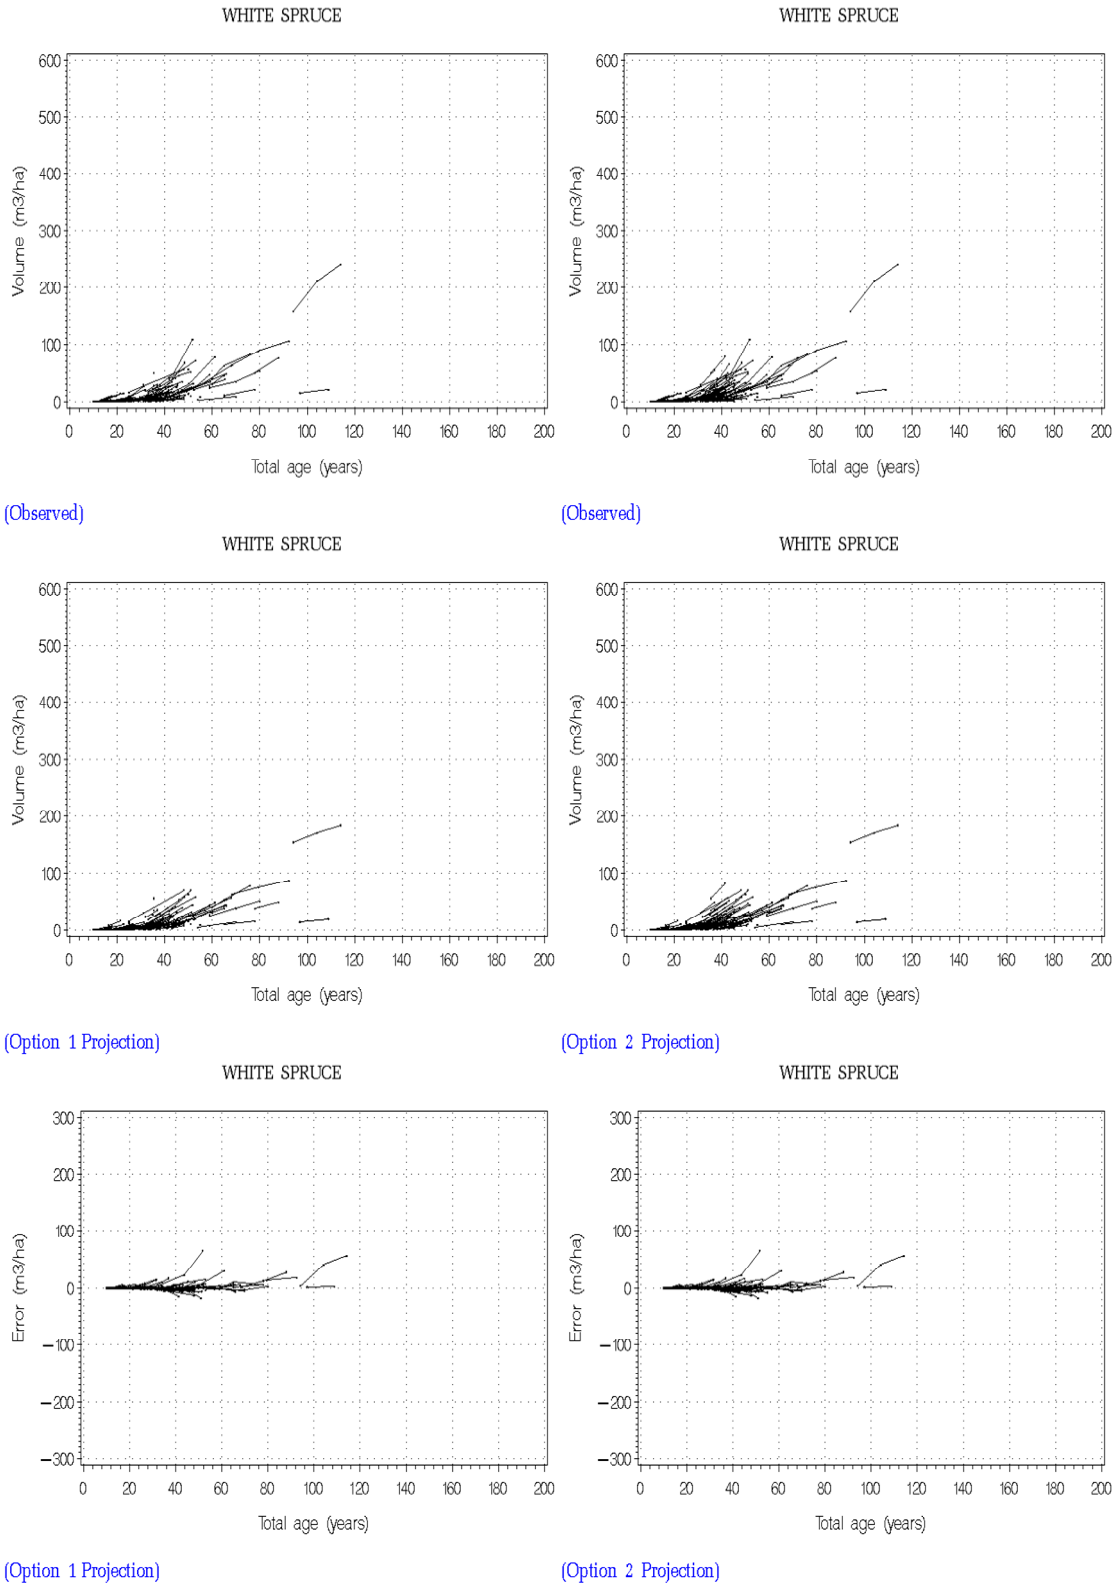 WHITE SPRUCE WHITE SPRUCE
600 600
500 500
400 400
300 300
200 200
100 100
0 0
Volume (m3/ha) Volume (m3/ha)
0 20 40 60 80 100 120 140 160 180 200 0 20 40 60 80 100 120 140 160 180 200
Total age (years) Total age (years)
(Observed) (Observed)
WHITE SPRUCE WHITE SPRUCE
600 600
500 500
400 400
300 300
200 200
100 100
0 0
Volume (m3/ha) Volume (m3/ha)
0 20 40 60 80 100 120 140 160 180 200 0 20 40 60 80 100 120 140 160 180 200
Total age (years) Total age (years)
(Option 1 Projection) (Option 2 Projection)
WHITE SPRUCE WHITE SPRUCE
300 300
200 200
100 100
0 0
−100 −100
−200 −200
−300 −300
Error (m3/ha) Error (m3/ha)
0 20 40 60 80 100 120 140 160 180 200 0 20 40 60 80 100 120 140 160 180 200
Total age (years) Total age (years)
(Option 1 Projection) (Option 2 Projection)